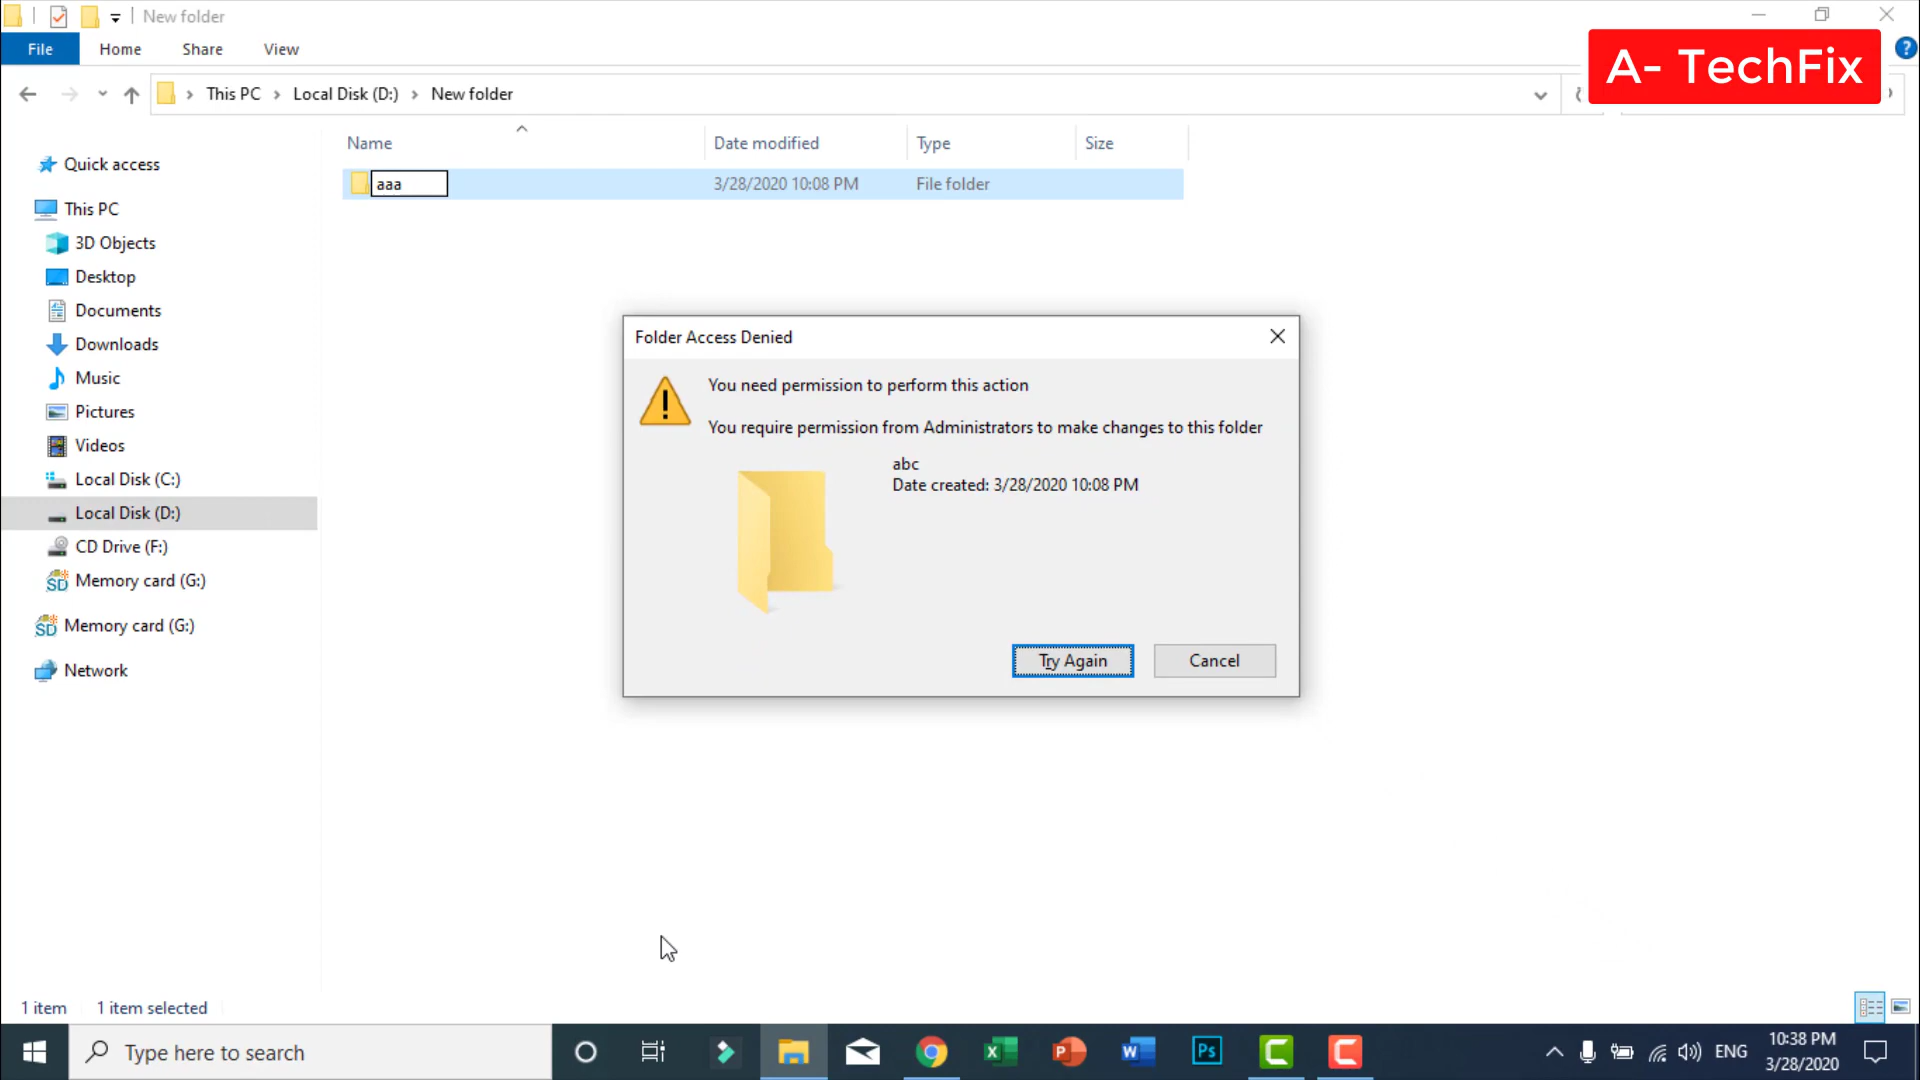 New folder
File
Home
Share
View
A- TechFix
?
This PC
Local Disk (D:)
New folder
Name
Date modified
Type
Size
aaa
3/28/2020 10:08 PM
File folder
Quick access
This PC
3D Objects
Desktop
Documents
Downloads
Music
Pictures
Videos
Local Disk (C:)
Local Disk (D:)
CD Drive (F:)
SD Memory card (G:)
SD Memory card (G:)
Network
Folder Access Denied
You need permission to perform this action
You require permission from Administrators to make changes to this folder
abc
Date created: 3/28/2020 10:08 PM
Try Again
Cancel
1 item
1 item selected
Type here to search
X
P
W
Ps
C
C
ENG
10:38 PM
3/28/2020